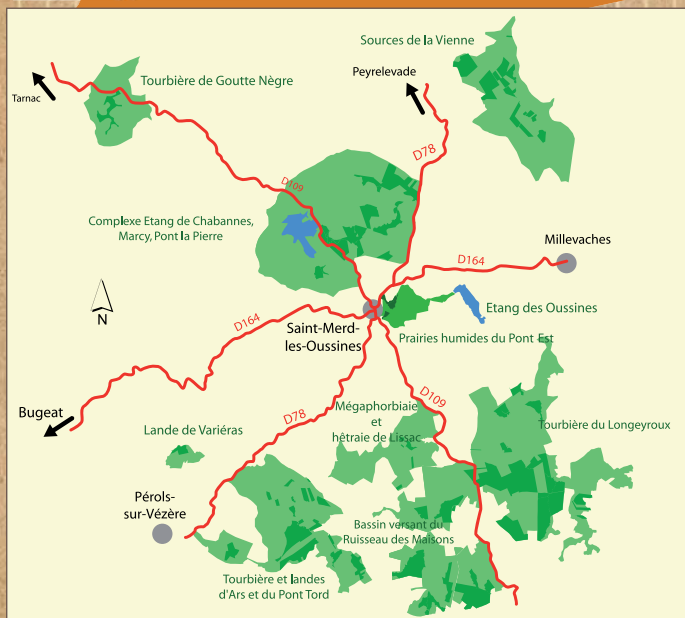 Sources de la Vienne
Peyrelevade
Tourbière de Goutte Nègre
Tarnac
D78
D109
Complexe Etang de Chabannes,
Marcy, Pont la Pierre
Millevaches
D164
N
Etang des Oussines
Saint-Merd-
les-Oussines
D164
Prairies humides du Pont Est
Bugeat
D78
D109
Mégaphorbiaie
et
hêtraie de Lissac
Tourbière du Longeyroux
Lande de Variéras
Pérols-
sur-Vézère
Bassin versant du
Ruisseau des Maisons
Tourbière et landes
d'Ars et du Pont Tord